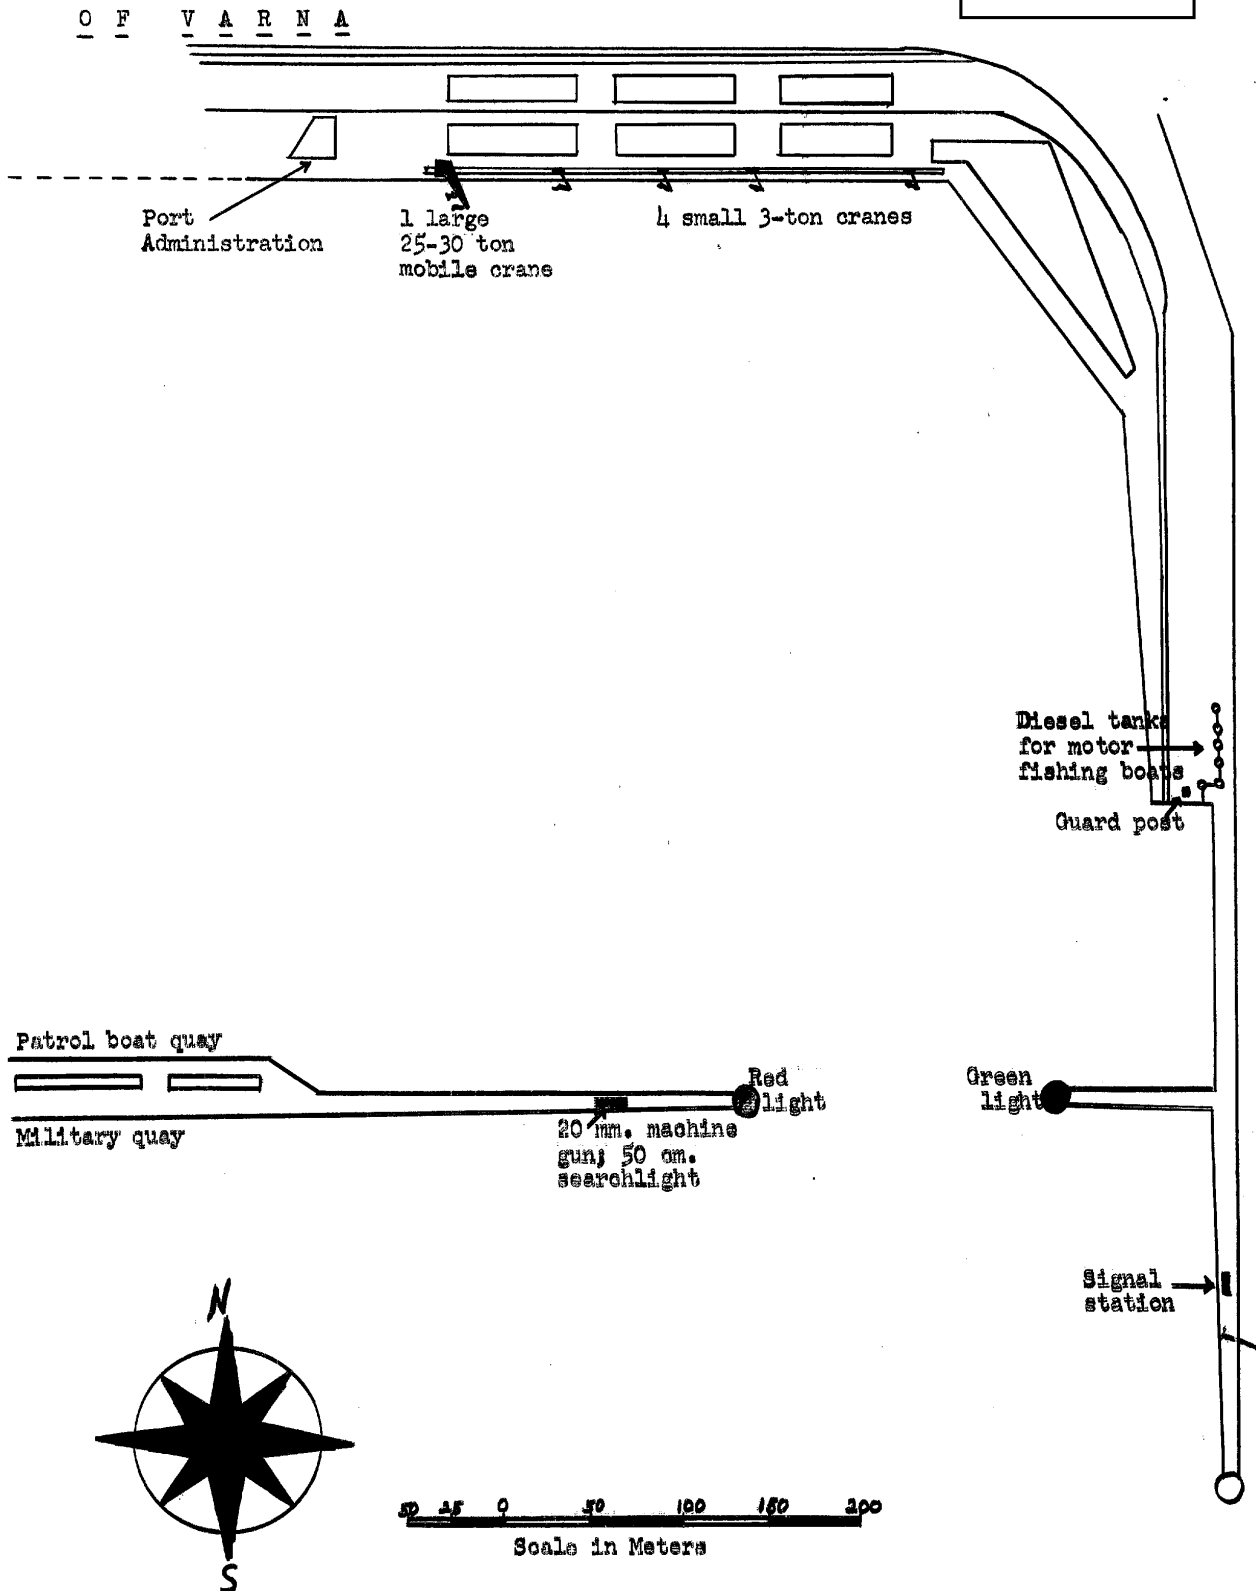 O F V A R N A
Port
Administration
1 large
25-30 ton
mobile crane
4 small 3-ton cranes
Diesel tanks
for motor
fishing boats
Guard post
Patrol boat quay
Military quay
Red
light
Green
light
20 mm. machine
gun; 50 cm.
searchlight
Signal
station
N
S
50 25 0 50 100 150 200
Scale in Meters